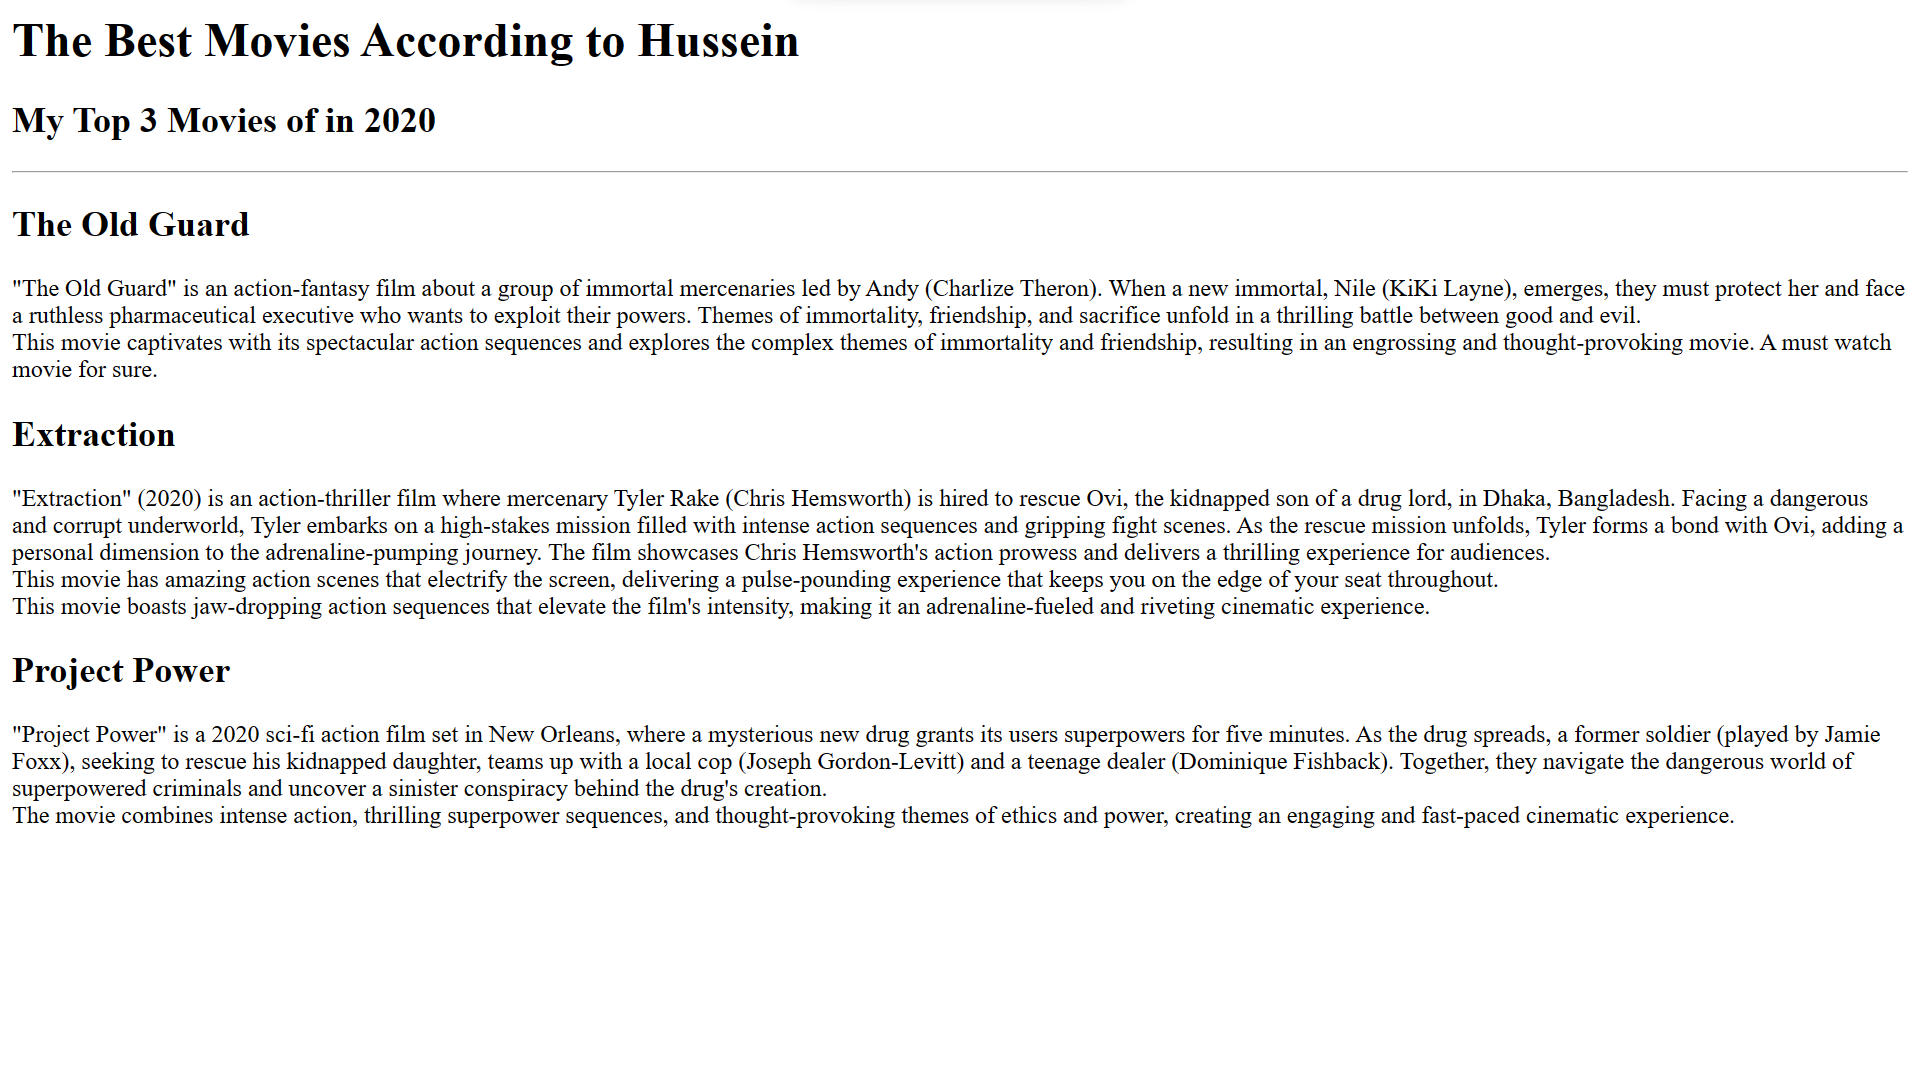 The Best Movies According to Hussein
My Top 3 Movies of in 2020
The Old Guard
"The Old Guard" is an action-fantasy film about a group of immortal mercenaries led by Andy (Charlize Theron). When a new immortal, Nile (KiKi Layne), emerges, they must protect her and face
a ruthless pharmaceutical executive who wants to exploit their powers. Themes of immortality, friendship, and sacrifice unfold in a thrilling battle between good and evil.
This movie captivates with its spectacular action sequences and explores the complex themes of immortality and friendship, resulting in an engrossing and thought-provoking movie. A must watch
movie for sure.
Extraction
"Extraction" (2020) is an action-thriller film where mercenary Tyler Rake (Chris Hemsworth) is hired to rescue Ovi, the kidnapped son of a drug lord, in Dhaka, Bangladesh. Facing a dangerous
and corrupt underworld, Tyler embarks on a high-stakes mission filled with intense action sequences and gripping fight scenes. As the rescue mission unfolds, Tyler forms a bond with Ovi, adding a
personal dimension to the adrenaline-pumping journey. The film showcases Chris Hemsworth's action prowess and delivers a thrilling experience for audiences.
This movie has amazing action scenes that electrify the screen, delivering a pulse-pounding experience that keeps you on the edge of your seat throughout.
This movie boasts jaw-dropping action sequences that elevate the film's intensity, making it an adrenaline-fueled and riveting cinematic experience.
Project Power
"Project Power" is a 2020 sci-fi action film set in New Orleans, where a mysterious new drug grants its users superpowers for five minutes. As the drug spreads, a former soldier (played by Jamie
Foxx), seeking to rescue his kidnapped daughter, teams up with a local cop (Joseph Gordon-Levitt) and a teenage dealer (Dominique Fishback). Together, they navigate the dangerous world of
superpowered criminals and uncover a sinister conspiracy behind the drug's creation.
The movie combines intense action, thrilling superpower sequences, and thought-provoking themes of ethics and power, creating an engaging and fast-paced cinematic experience.